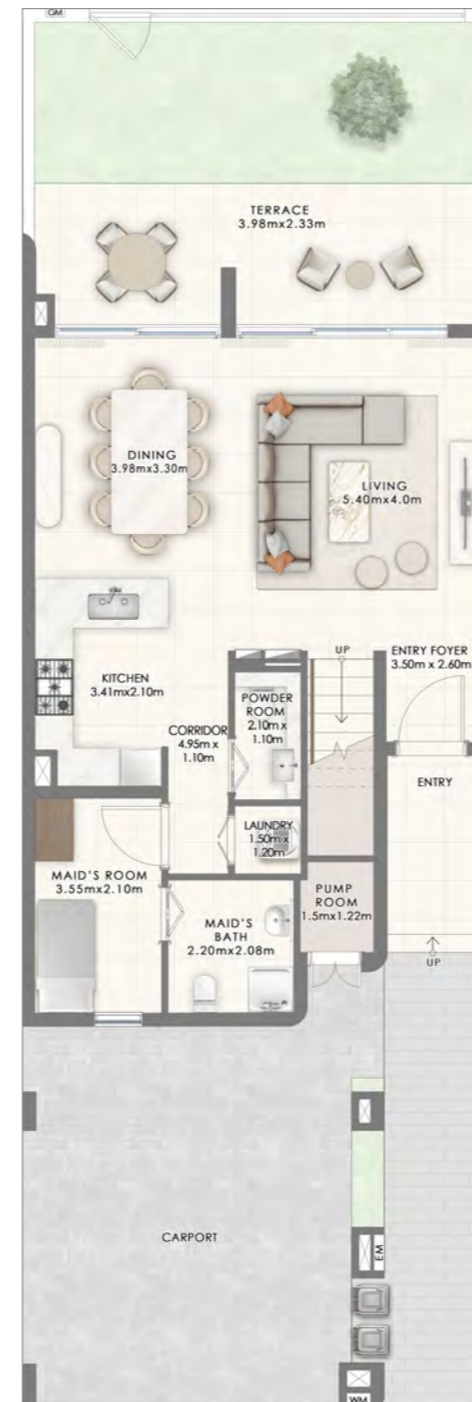 GM
TERRACE
3.98mx2.33m
DINING
3.98mx3.30m
LIVING
5.40mx4.0m
UP
ENTRY FOYER
3.50m x 2.60m
KITCHEN
3.41mx2.10m
POWDER
ROOM
2.10m x
1.10m
CORRIDOR
4.95m x
1.10m
ENTRY
LAUNDRY
1.50m x
1.20m
MAID'S ROOM
3.55mx2.10m
PUMP
ROOM
1.5mx1.22m
MAID'S
BATH
2.20mx2.08m
UP
CARPORT
EM
WM